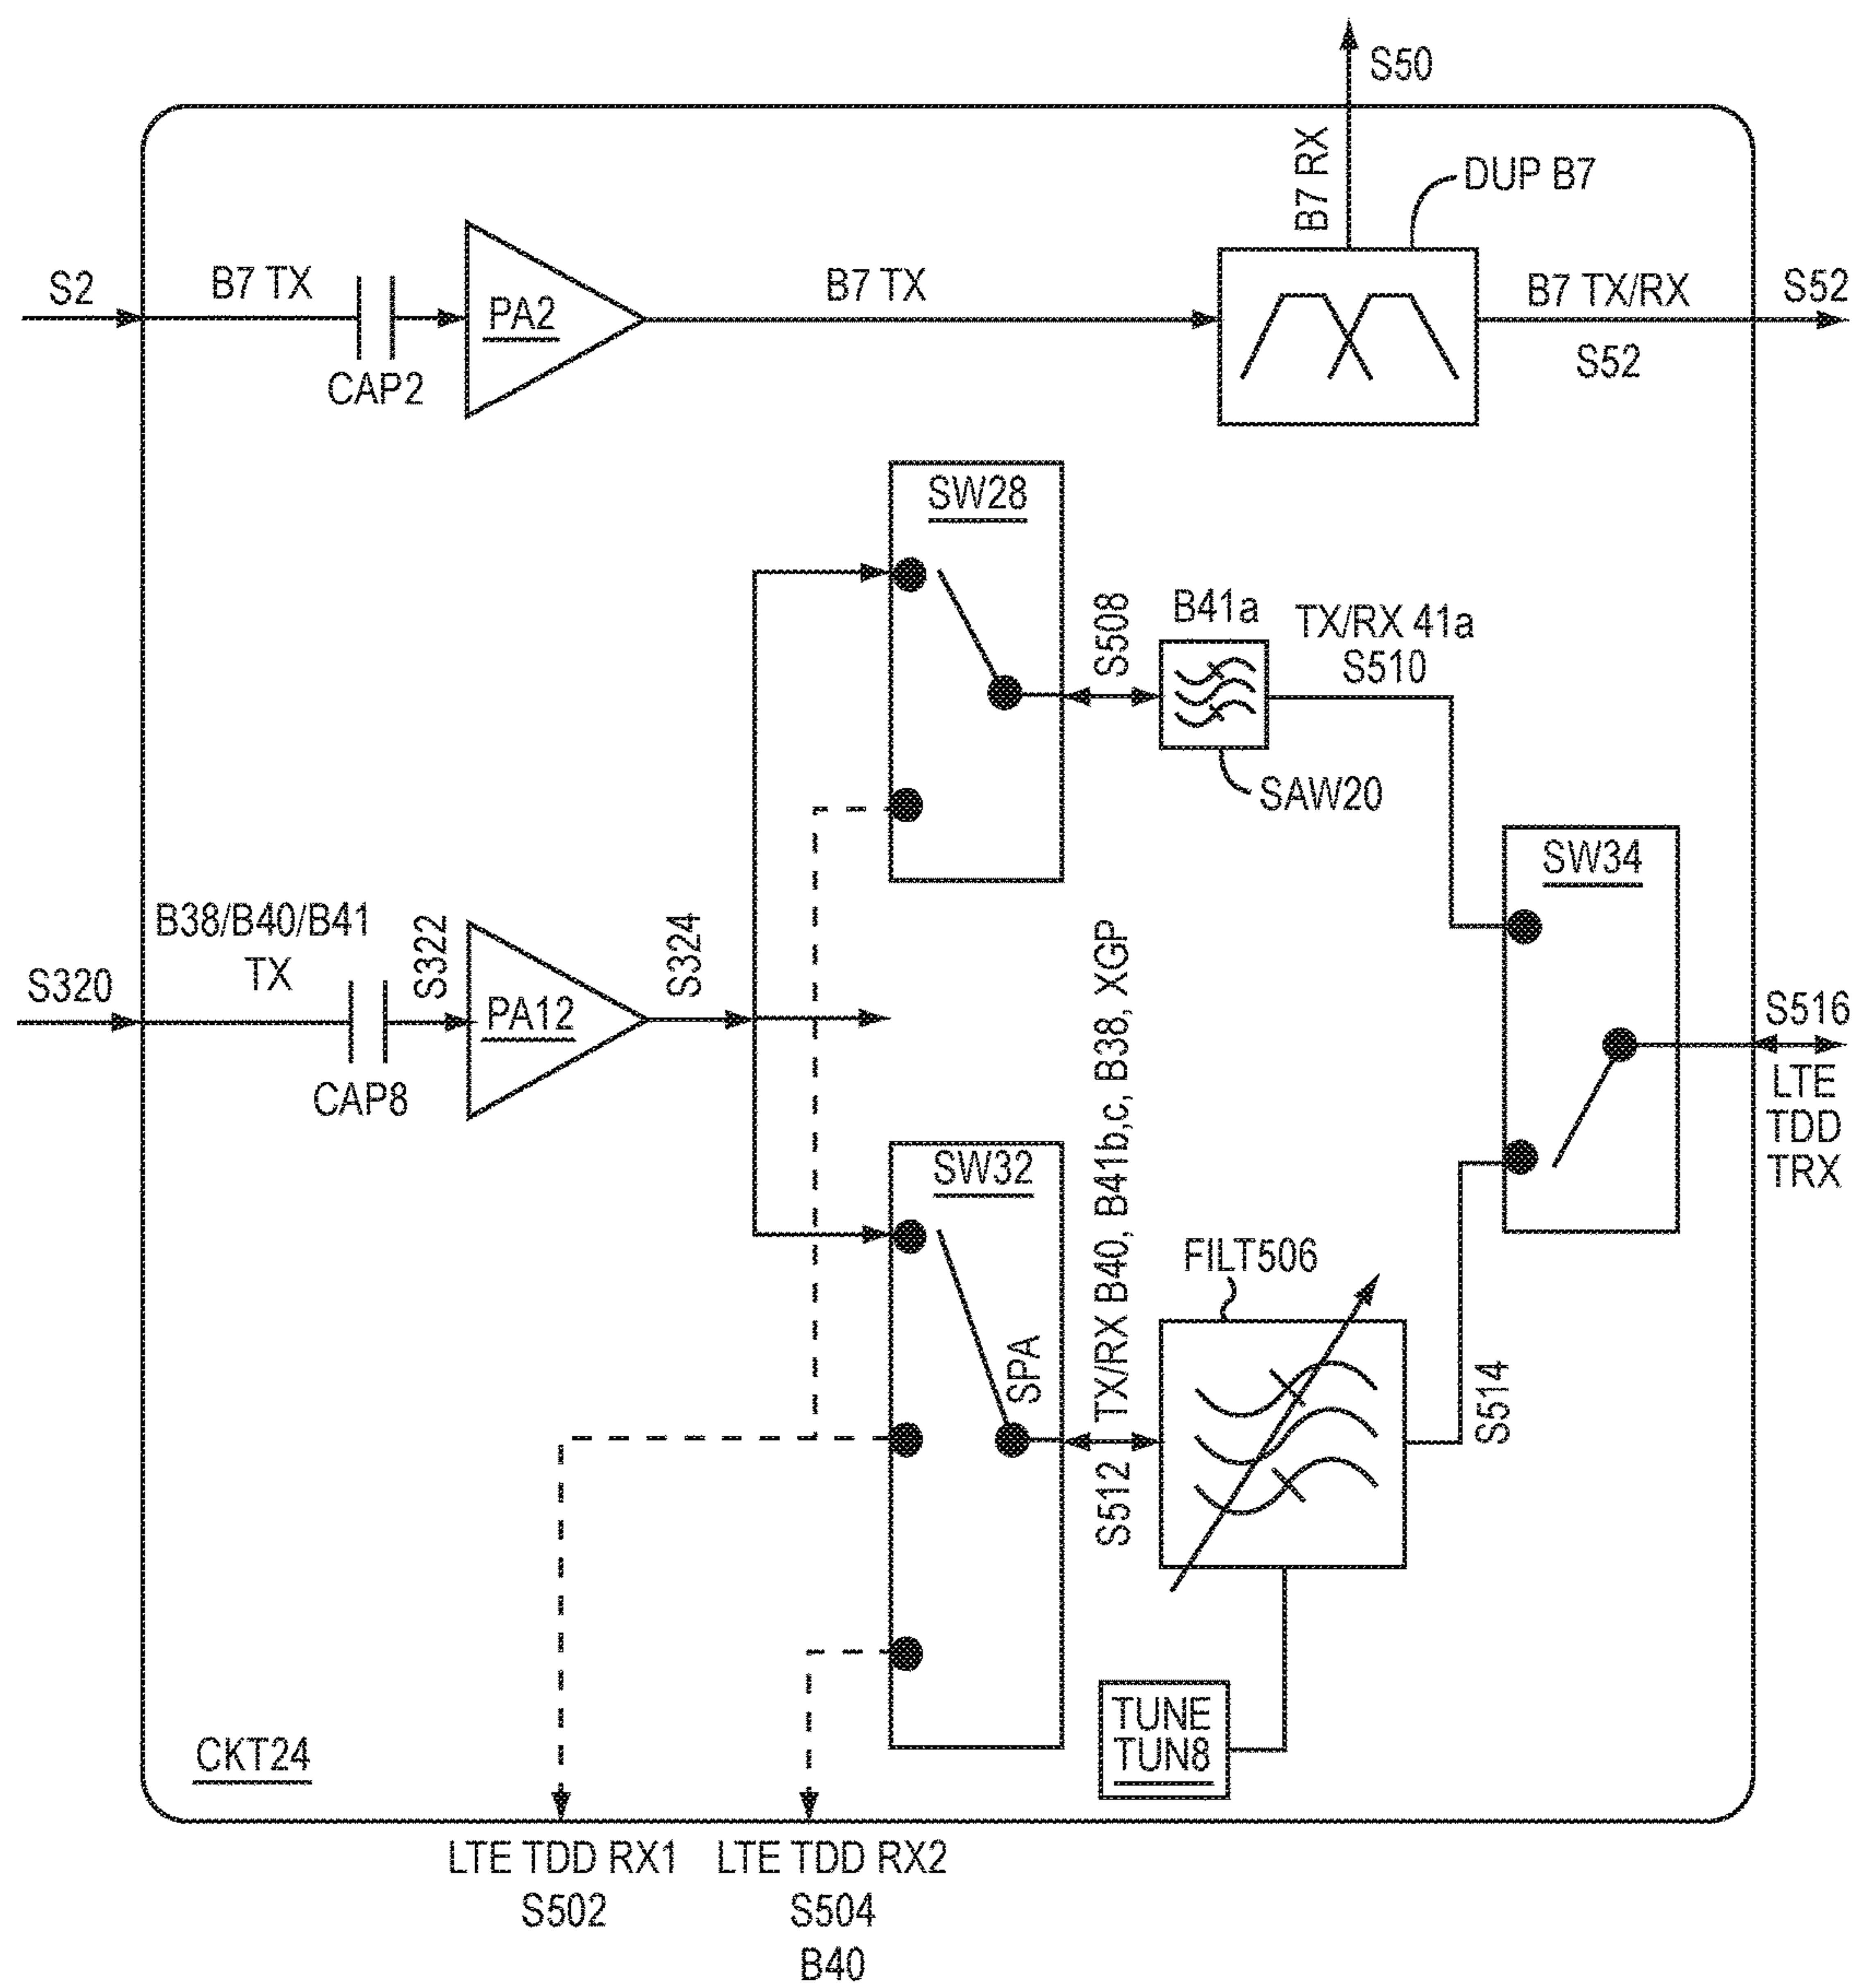 S50
B7 RX
DUP B7
S2
B7 TX
CAP2
PA2
B7 TX
B7 TX/RX
S52
S52
SW28
S508
B41a
SAW20
TX/RX 41a
S510
SW34
B38/B40/B41
TX
S320
S322
CAP8
PA12
S324
S516
LTE
TDD
TRX
SW32
SPA
S512 TX/RX B40, B41b,c, B38, XGP
FILT506
S514
TUNE
TUN8
CKT24
LTE TDD RX1
S502
LTE TDD RX2
S504
B40